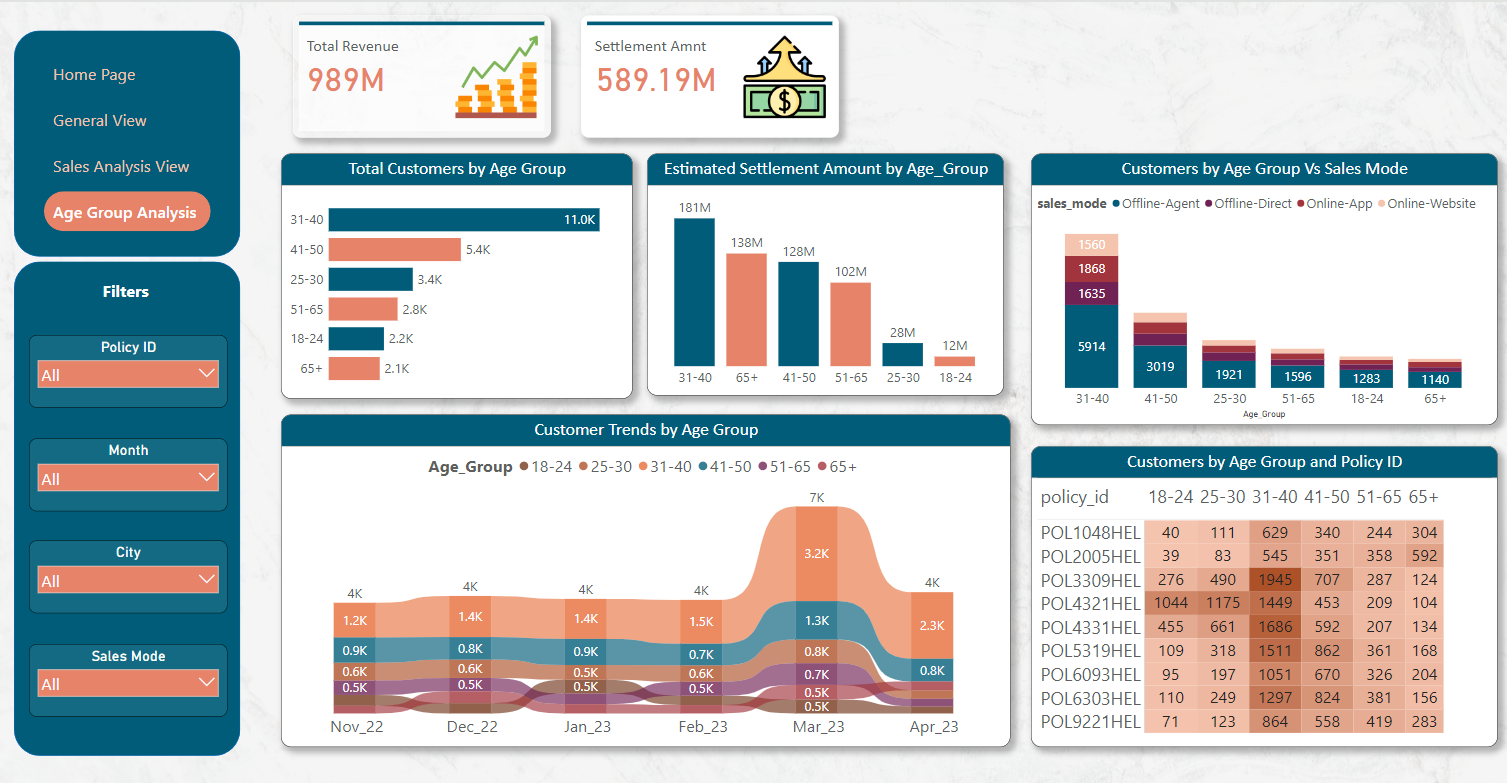 Home Page
General View
Sales Analysis View
Age Group Analysis
Filters
Policy ID
All
Month
All
City
All
Sales Mode
All
Total Revenue
989M
Settlement Amnt
589.19M
$
Total Customers by Age Group
31-40 11.0K
41-50 5.4K
25-30 3.4K
51-65 2.8K
18-24 2.2K
65+ 2.1K
Estimated Settlement Amount by Age_Group
181M 138M 128M 102M 28M 12M
31-40 65+ 41-50 51-65 25-30 18-24
Customers by Age Group Vs Sales Mode
sales_mode Offline-Agent Offline-Direct Online-App Online-Website
1560
1868
1635
5914 3019 1921 1596 1283 1140
31-40 41-50 25-30 51-65 18-24 65+
Age_Group
Customer Trends by Age Group
Age_Group 18-24 25-30 31-40 41-50 51-65 65+
4K 4K 4K 4K 7K 4K
1.2K 1.4K 1.4K 1.5K 3.2K 2.3K
0.9K 0.8K 0.9K 0.7K 1.3K 0.8K
0.6K 0.6K 0.5K 0.6K 0.8K
0.5K 0.5K 0.5K 0.5K 0.7K
0.5K
0.5K
Nov_22 Dec_22 Jan_23 Feb_23 Mar_23 Apr_23
Customers by Age Group and Policy ID
policy_id 18-24 25-30 31-40 41-50 51-65 65+
POL1048HEL 40 111 629 340 244 304
POL2005HEL 39 83 545 351 358 592
POL3309HEL 276 490 1945 707 287 124
POL4321HEL 1044 1175 1449 453 209 104
POL4331HEL 455 661 1686 592 207 134
POL5319HEL 109 318 1511 862 361 168
POL6093HEL 95 197 1051 670 326 204
POL6303HEL 110 249 1297 824 381 156
POL9221HEL 71 123 864 558 419 283